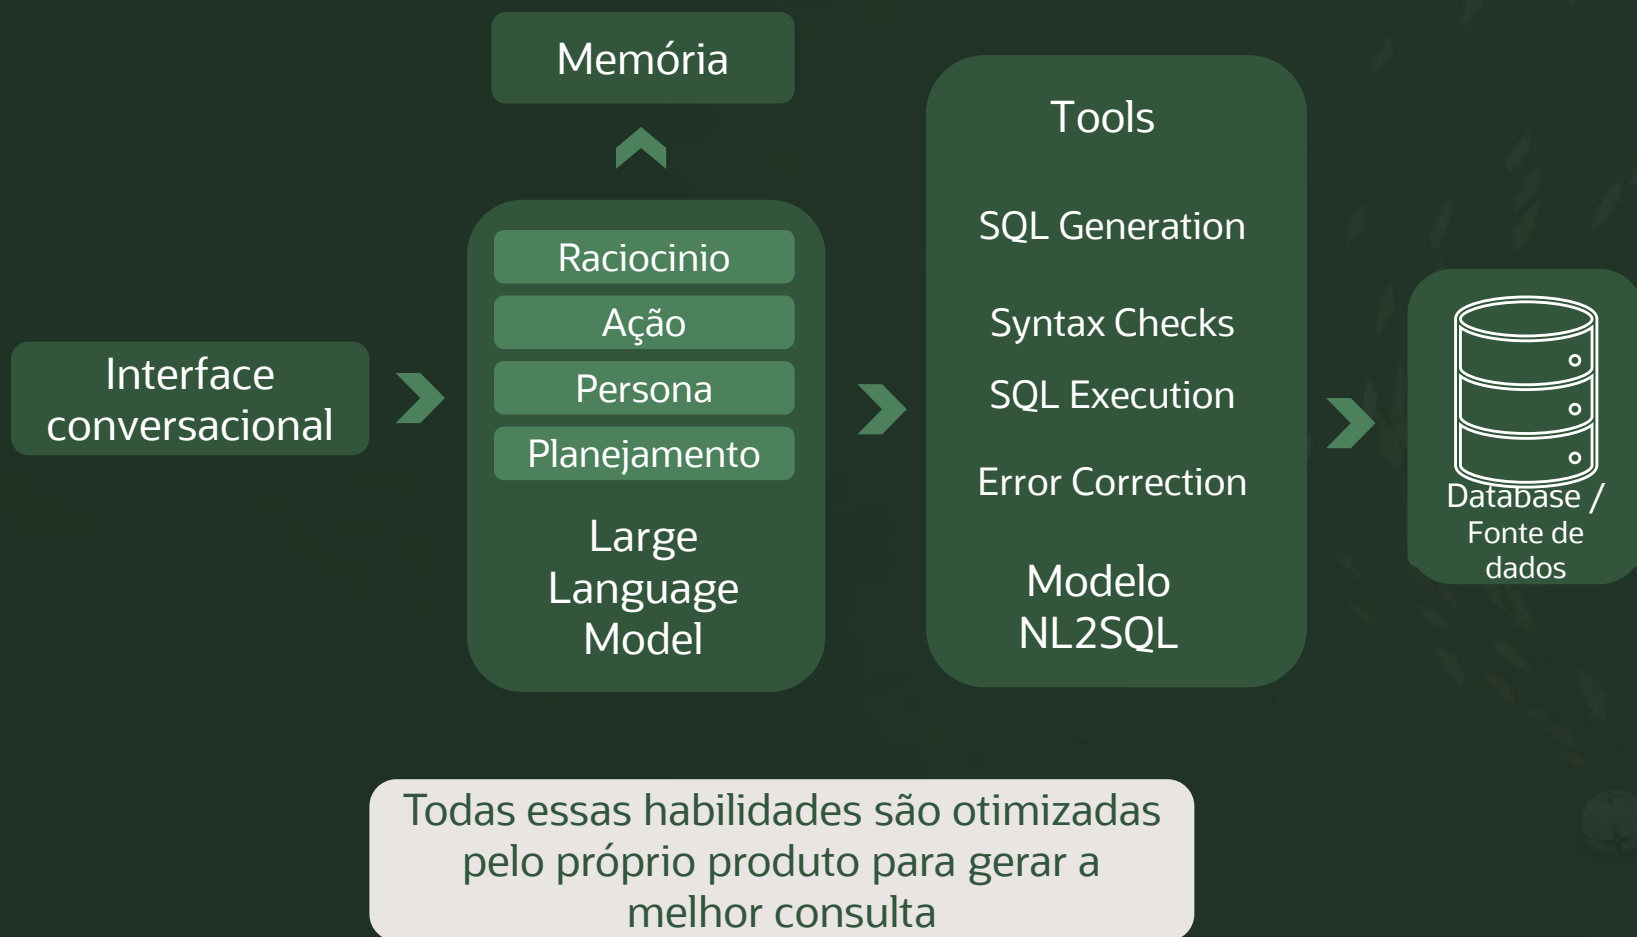 Memória
Interface
conversacional
Raciocinio
Ação
Persona
Planejamento
Large
Language
Model
Tools
SQL Generation
Syntax Checks
SQL Execution
Error Correction
Modelo
NL2SQL
Database /
Fonte de
dados
Todas essas habilidades são otimizadas
pelo próprio produto para gerar a
melhor consulta